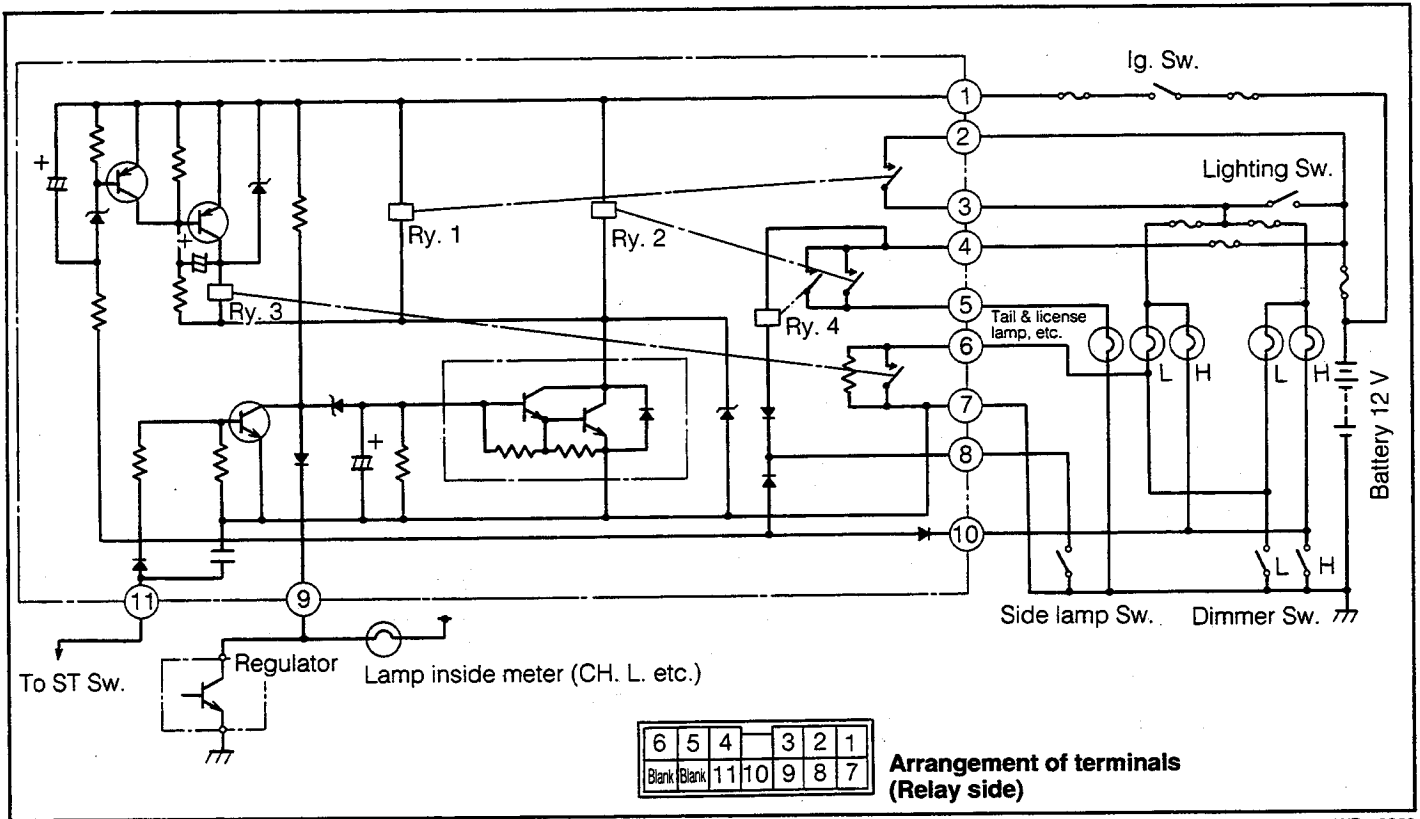 Ig. Sw.
1
2
Lighting Sw.
3
4
Ry. 1
Ry. 2
5
Tail & license
lamp, etc.
Ry. 3
Ry. 4
6
L H L H
7
8
Battery 12 V
10
L H
11
9
Side lamp Sw. Dimmer Sw.
To ST Sw.
Regulator
Lamp inside meter (CH. L. etc.)
6 5 4 3 2 1
Blank Blank 11 10 9 8 7
Arrangement of terminals
(Relay side)